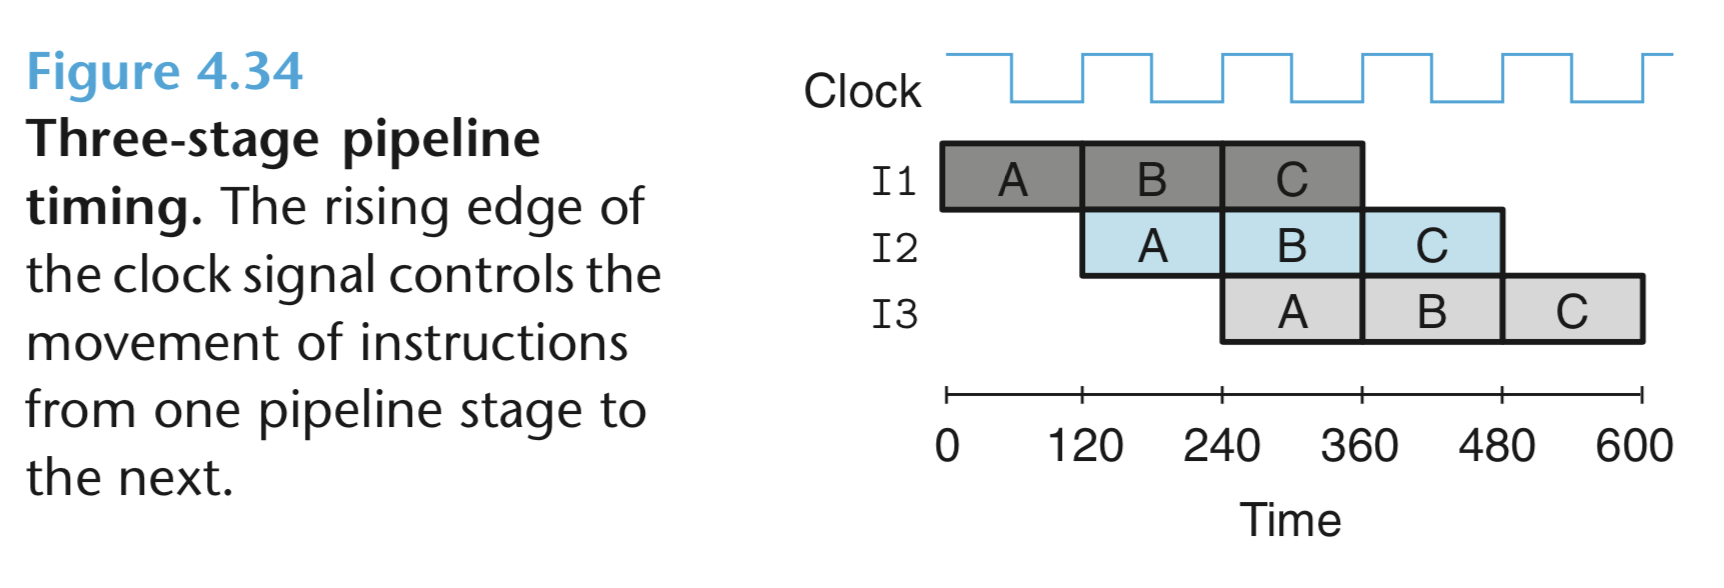 Figure 4.34
Three-stage pipeline
timing. The rising edge of
the clock signal controls the
movement of instructions
from one pipeline stage to
the next.
Clock
I1 A B C
I2 A B C
I3 A B C
0 120 240 360 480 600
Time